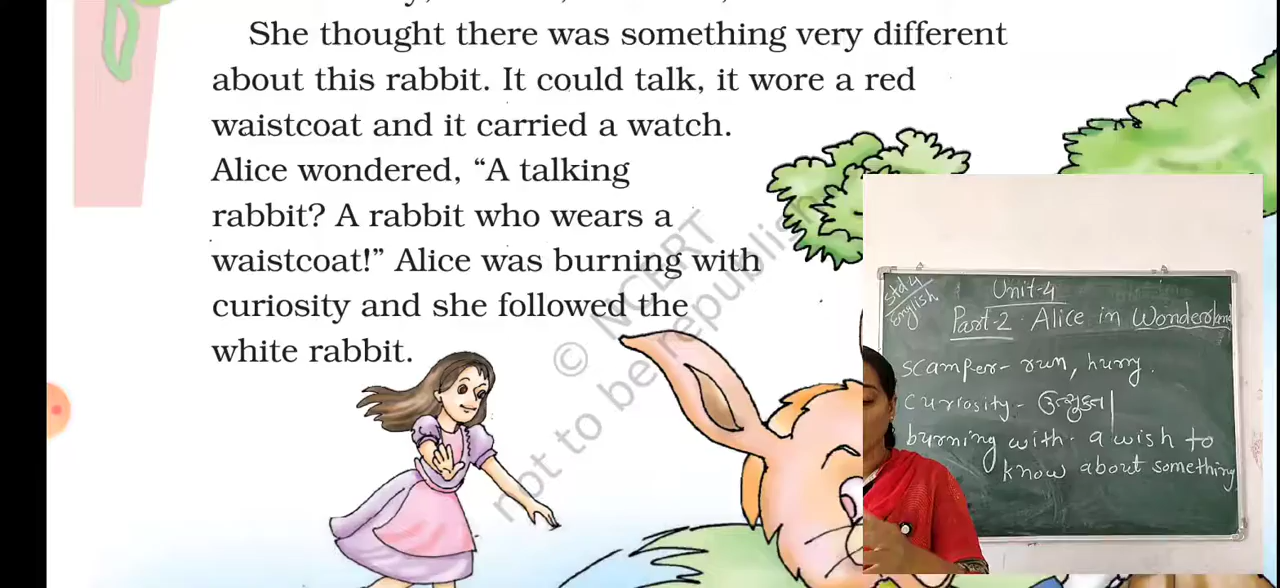 She thought there was something very different
about this rabbit. It could talk, it wore a red
waistcoat and it carried a watch.
Alice wondered, “A talking
rabbit? A rabbit who wears a
waistcoat!” Alice was burning with
curiosity and she followed the
white rabbit.
© NCERT
not to be republish
Std 4
English
Unit-4
Part-2 Alice in Wonderland
scamper- run, hurry.
curiosity -
burning with - a wish to
know about something